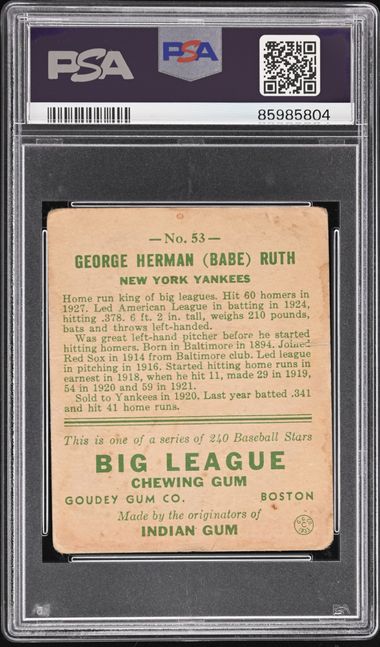 PSA
PSA
85985804
— No. 53 —
GEORGE HERMAN (BABE) RUTH
NEW YORK YANKEES
Home run king of big leagues. Hit 60 homers in
1927. Led American League in batting in 1924,
hitting .378. 6 ft. 2 in. tall, weighs 210 pounds,
bats and throws left-handed.
Was great left-hand pitcher before he started
hitting homers. Born in Baltimore in 1894. Joined
Red Sox in 1914 from Baltimore club. Led league
in pitching in 1916. Started hitting home runs in
earnest in 1918, when he hit 11, made 29 in 1919,
54 in 1920 and 59 in 1921.
Sold to Yankees in 1920. Last year batted .341
and hit 41 home runs.
This is one of a series of 240 Baseball Stars
BIG LEAGUE
CHEWING GUM
GOUDEY GUM CO. BOSTON
Made by the originators of
INDIAN GUM